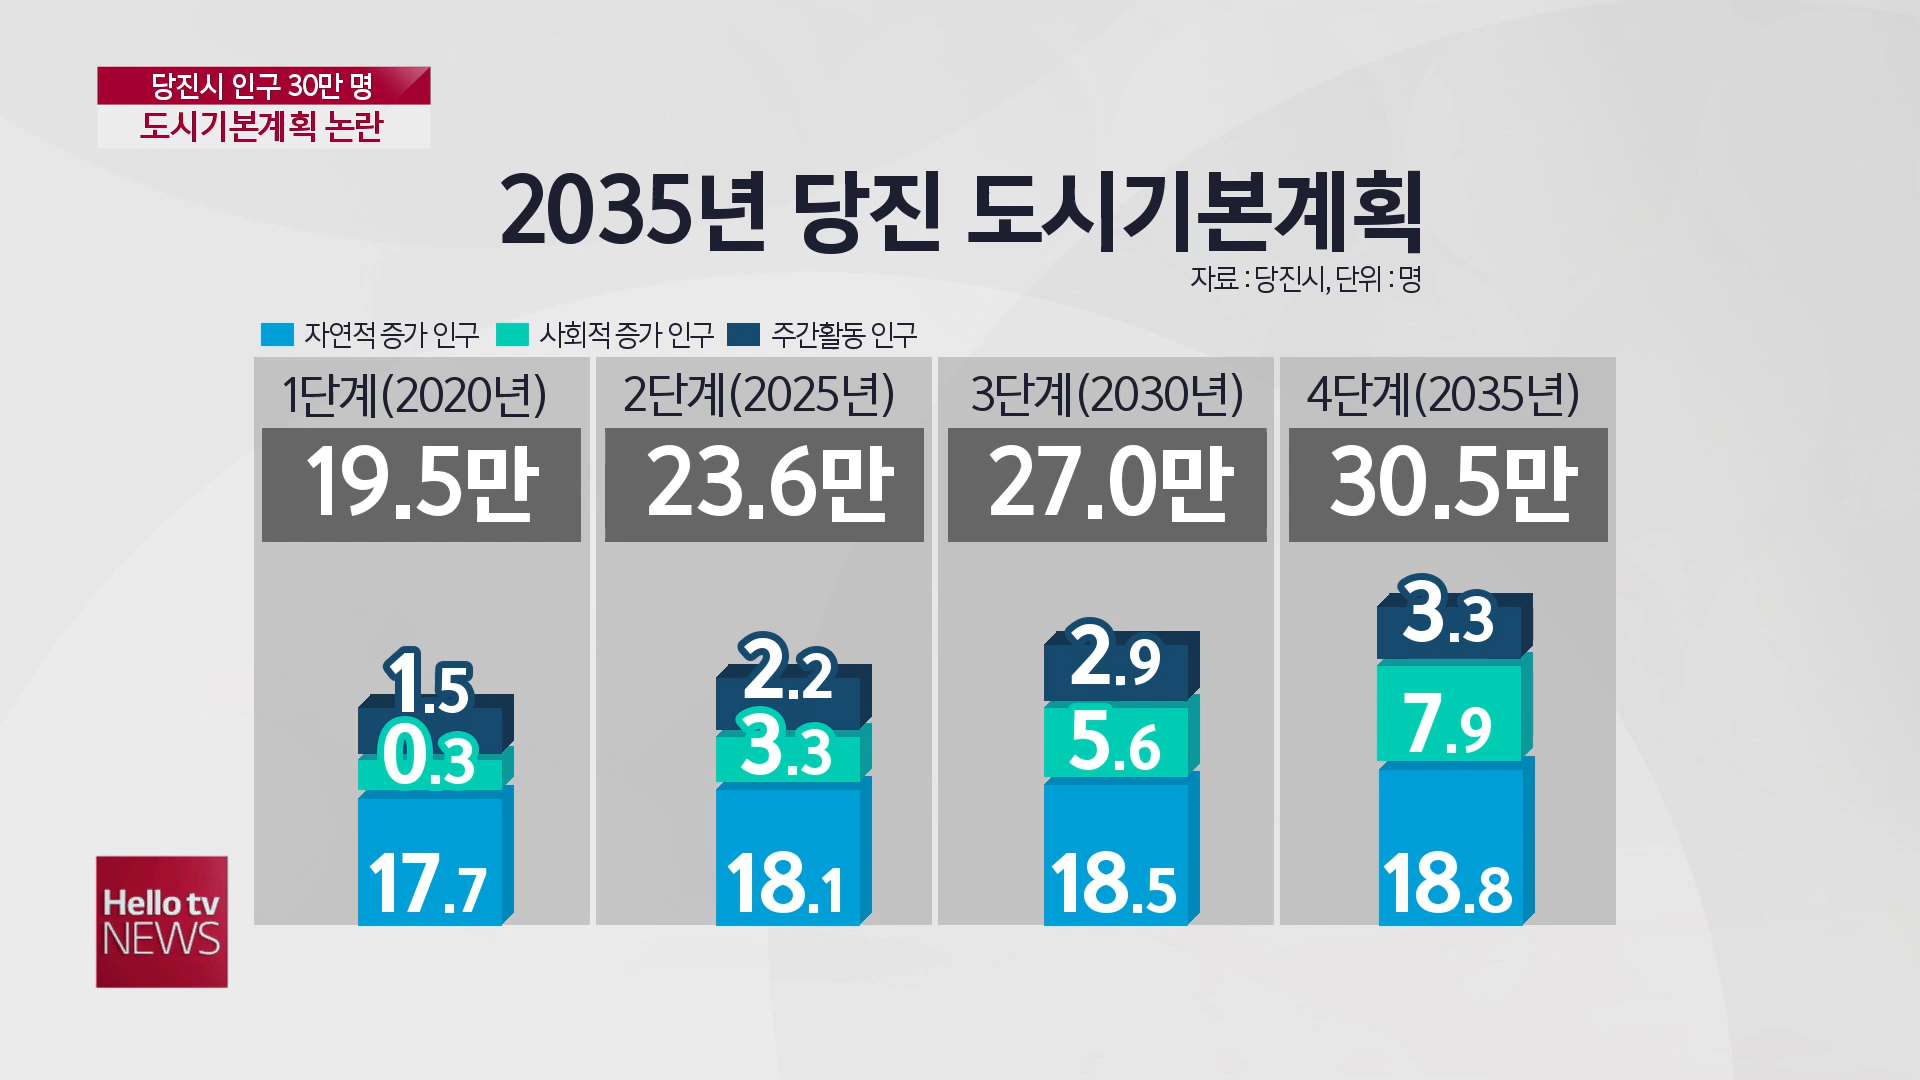 당진시 인구 30만 명
도시기본계획 논란
2035년 당진 도시기본계획
자료 : 당진시, 단위 : 명
자연적 증가 인구 사회적 증가 인구 주간활동 인구
1단계(2020년) 2단계(2025년) 3단계(2030년) 4단계(2035년)
19.5만 23.6만 27.0만 30.5만
1.5 2.2 2.9 3.3
0.3 3.3 5.6 7.9
17.7 18.1 18.5 18.8
Hello tv
NEWS